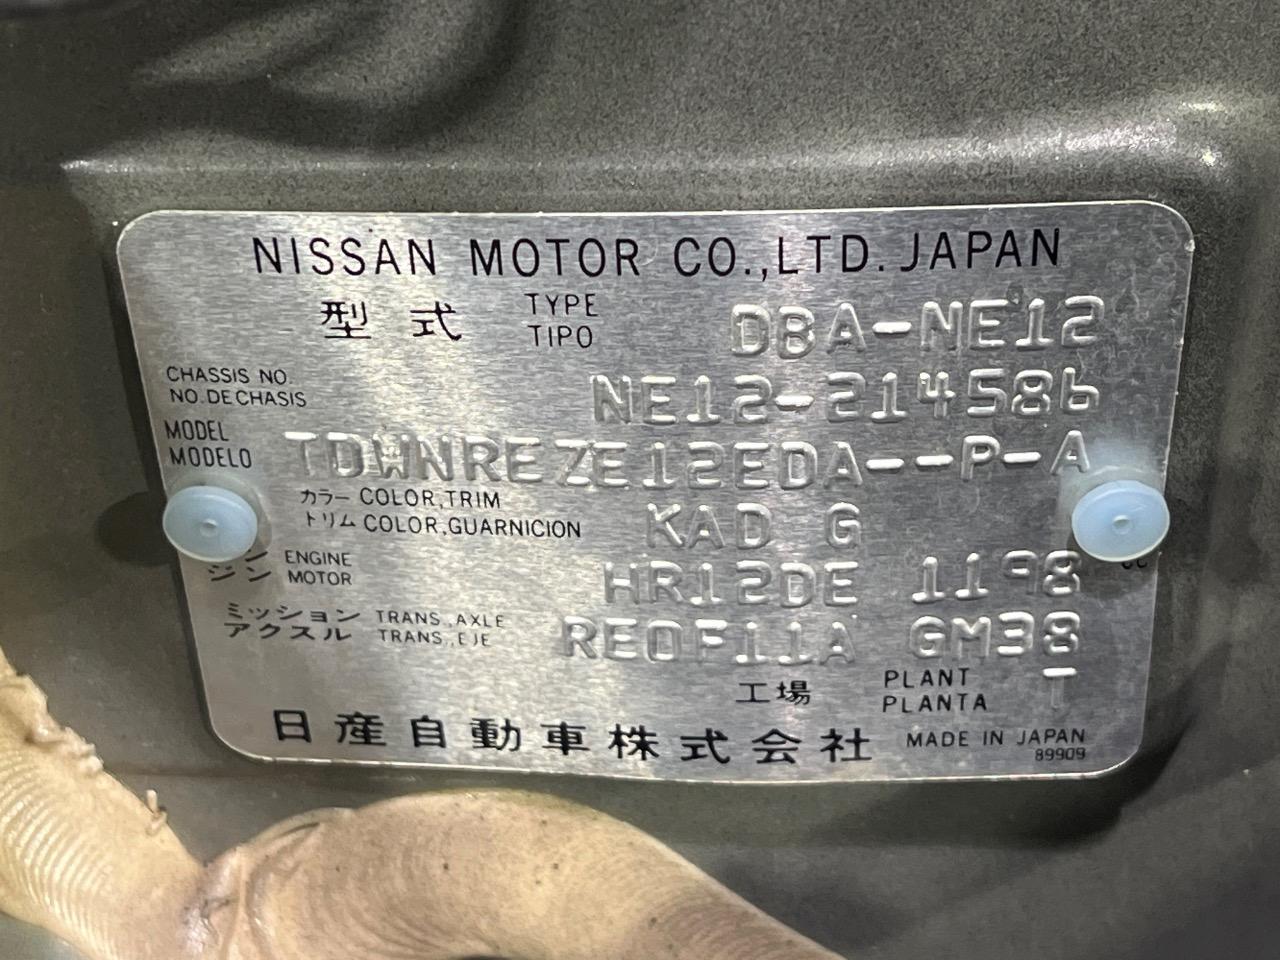 NISSAN MOTOR CO.,LTD. JAPAN
型式 TYPE TIPO DBA-NE12
CHASSIS NO.
NO.DE CHASIS NE12-214586
MODEL
MODELO TDWNREZE12EDA--P-A
カラー COLOR,TRIM
トリム COLOR,GUARNICION KAD G
ン ENGINE
ジン MOTOR HR12DE 1198 cc
ミッション TRANS.,AXLE
アクスル TRANS.,EJE RE0F11A GM38
工場 PLANT PLANTA T
日産自動車株式会社 MADE IN JAPAN
89909